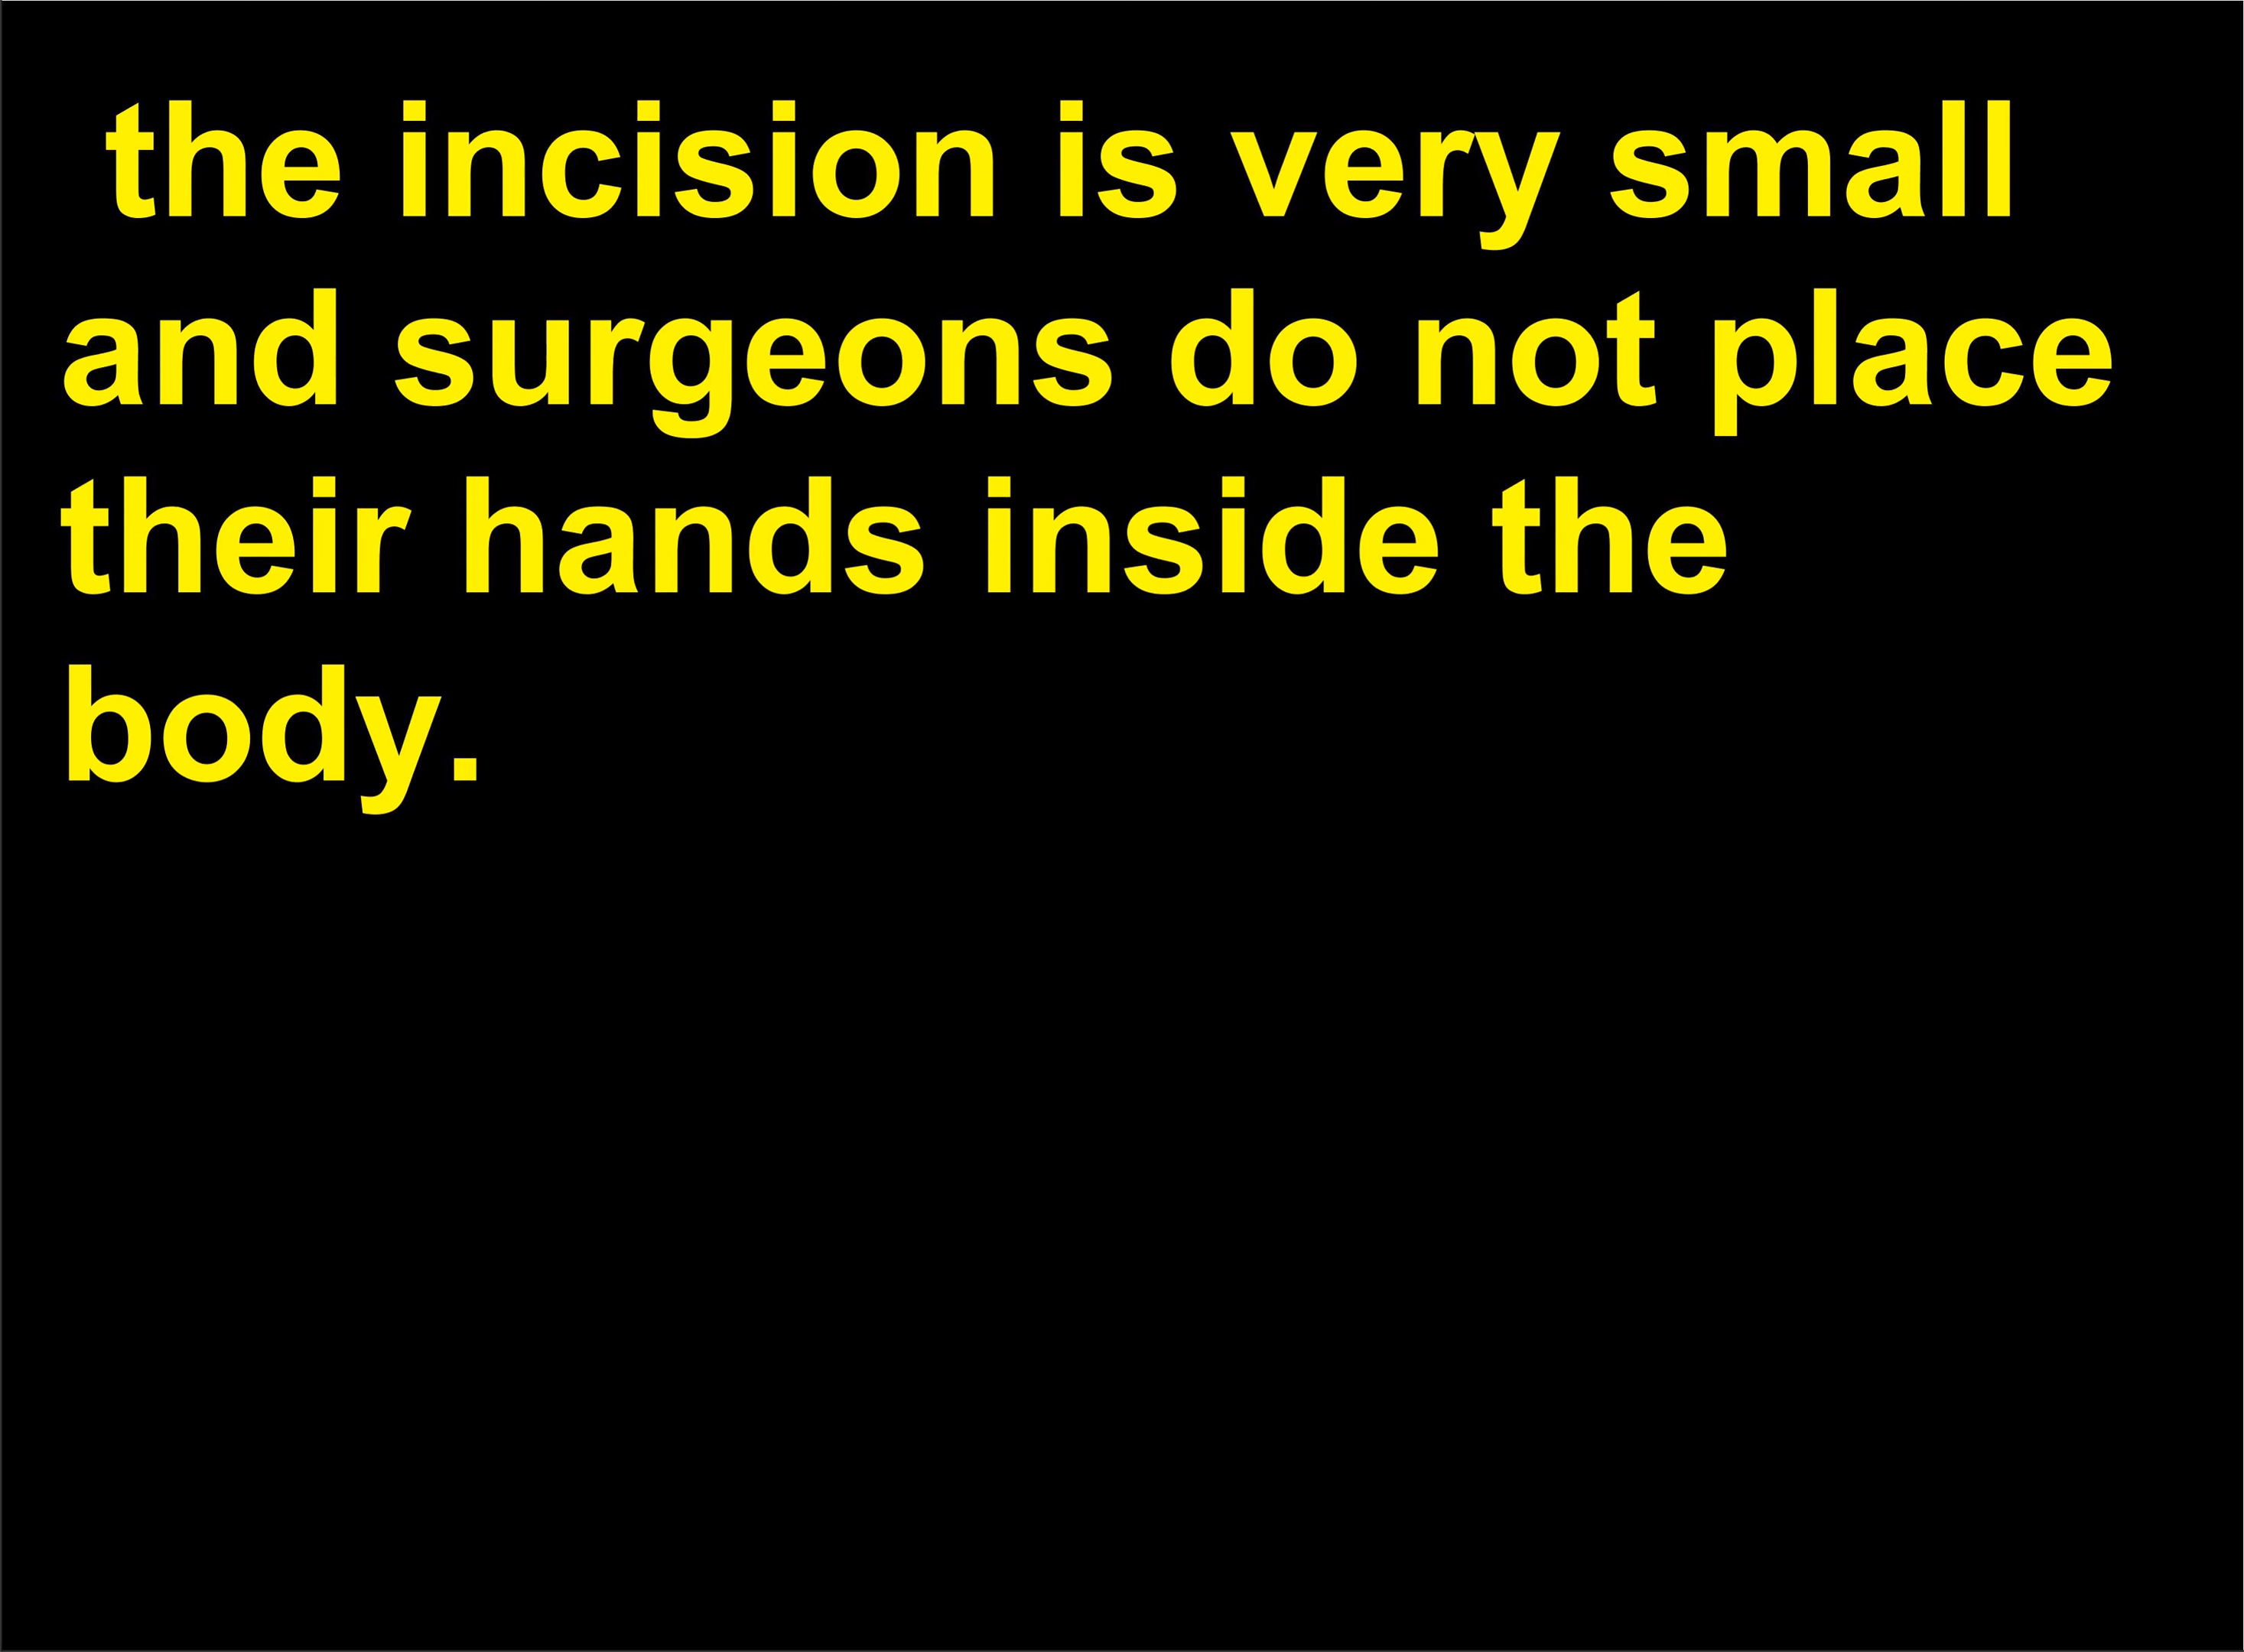 the incision is very small
and surgeons do not place
their hands inside the
body.